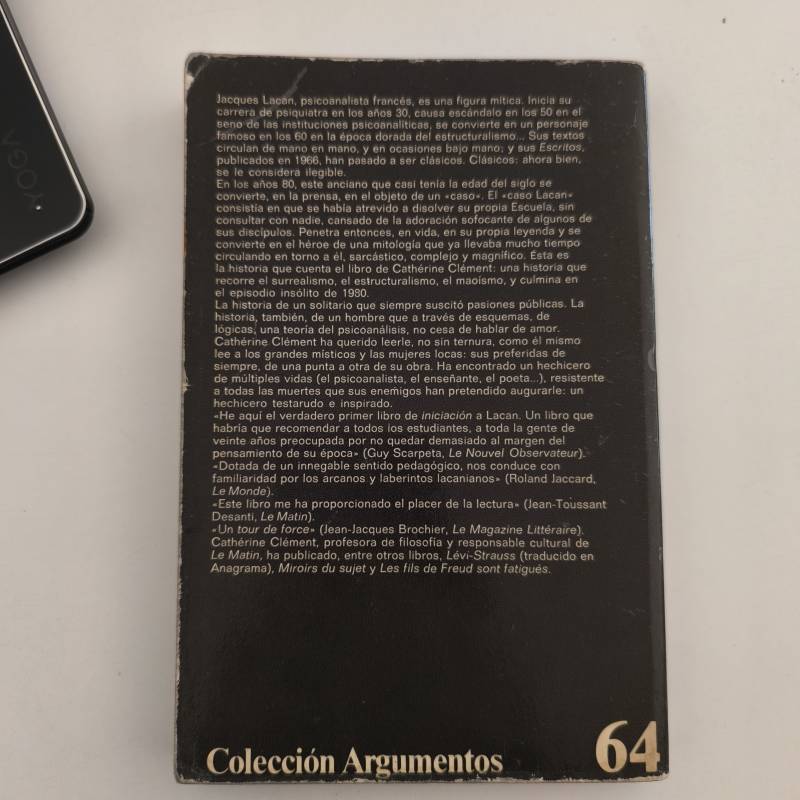 YOGA
Jacques Lacan, psicoanalista francés, es una figura mítica. Inicia su
carrera de psiquiatra en los años 30, causa escándalo en los 50 en el
seno de las instituciones psicoanalíticas, se convierte en un personaje
famoso en los 60 en la época dorada del estructuralismo... Sus textos
circulan de mano en mano, y en ocasiones bajo mano; y sus Escritos,
publicados en 1966, han pasado a ser clásicos. Clásicos: ahora bien,
se le considera ilegible.
En los años 80, este anciano que casi tenía la edad del siglo se
convierte, en la prensa, en el objeto de un «caso». El «caso Lacan»
consistía en que se había atrevido a disolver su propia Escuela, sin
consultar con nadie, cansado de la adoración sofocante de algunos de
sus discípulos. Penetra entonces, en vida, en su propia leyenda y se
convierte en el héroe de una mitología que ya llevaba mucho tiempo
circulando en torno a él, sarcástico, complejo y magnífico. Esta es
la historia que cuenta el libro de Cathérine Clément: una historia que
recorre el surrealismo, el estructuralismo, el maoísmo, y culmina en
el episodio insólito de 1980.
La historia de un solitario que siempre suscitó pasiones públicas. La
historia, también, de un hombre que a través de esquemas, de
lógicas, una teoría del psicoanálisis, no cesa de hablar de amor.
Cathérine Clément ha querido leerle, no sin ternura, como él mismo
lee a los grandes místicos y las mujeres locas: sus preferidas de
siempre, de una punta a otra de su obra. Ha encontrado un hechicero
de múltiples vidas (el psicoanalista, el enseñante, el poeta...), resistente
a todas las muertes que sus enemigos han pretendido augurarle: un
hechicero testarudo e inspirado.
«He aquí el verdadero primer libro de iniciación a Lacan. Un libro que
habría que recomendar a todos los estudiantes, a toda la gente de
veinte años preocupada por no quedar demasiado al margen del
pensamiento de su época» (Guy Scarpeta, Le Nouvel Observateur).
«Dotada de un innegable sentido pedagógico, nos conduce con
familiaridad por los arcanos y laberintos lacanianos» (Roland Jaccard,
Le Monde).
«Este libro me ha proporcionado el placer de la lectura» (Jean-Toussant
Desanti, Le Matin).
«Un tour de force» (Jean-Jacques Brochier, Le Magazine Littéraire).
Cathérine Clément, profesora de filosofía y responsable cultural de
Le Matin, ha publicado, entre otros libros, Lévi-Strauss (traducido en
Anagrama), Miroirs du sujet y Les fils de Freud sont fatigués.
Colección Argumentos 64